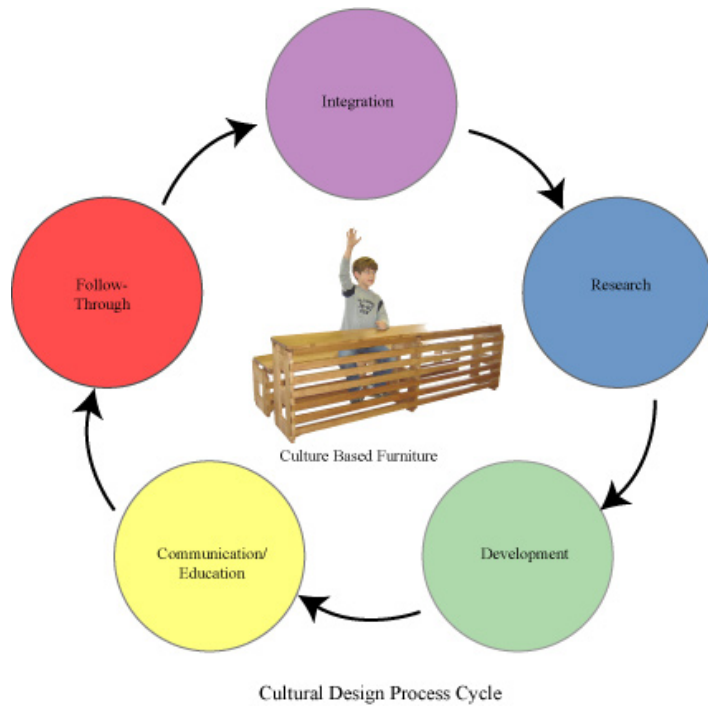 Integration
Research
Follow-
Through
Culture Based Furniture
Development
Communication/
Education
Cultural Design Process Cycle